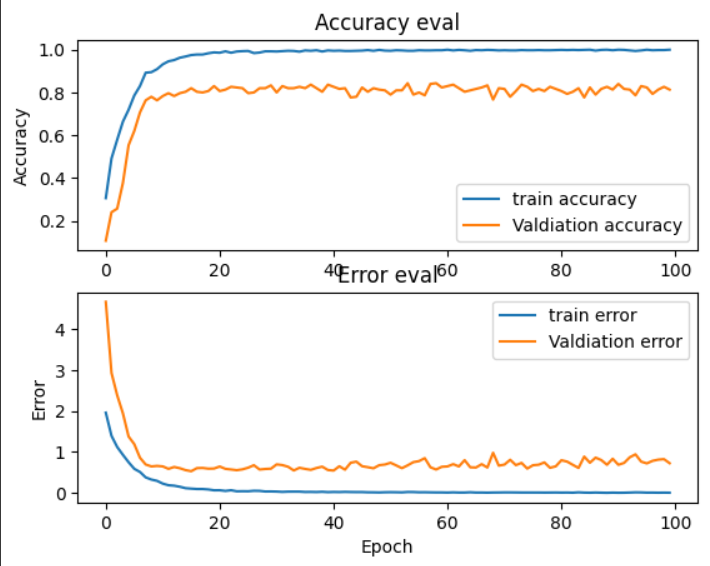 Accuracy eval
1.0
0.8
0.6
0.4
0.2
Accuracy
train accuracy
Valdiation accuracy
0 20 40 60 80 100
Error eval
4
3
2
1
0
Error
train error
Valdiation error
0 20 40 60 80 100
Epoch